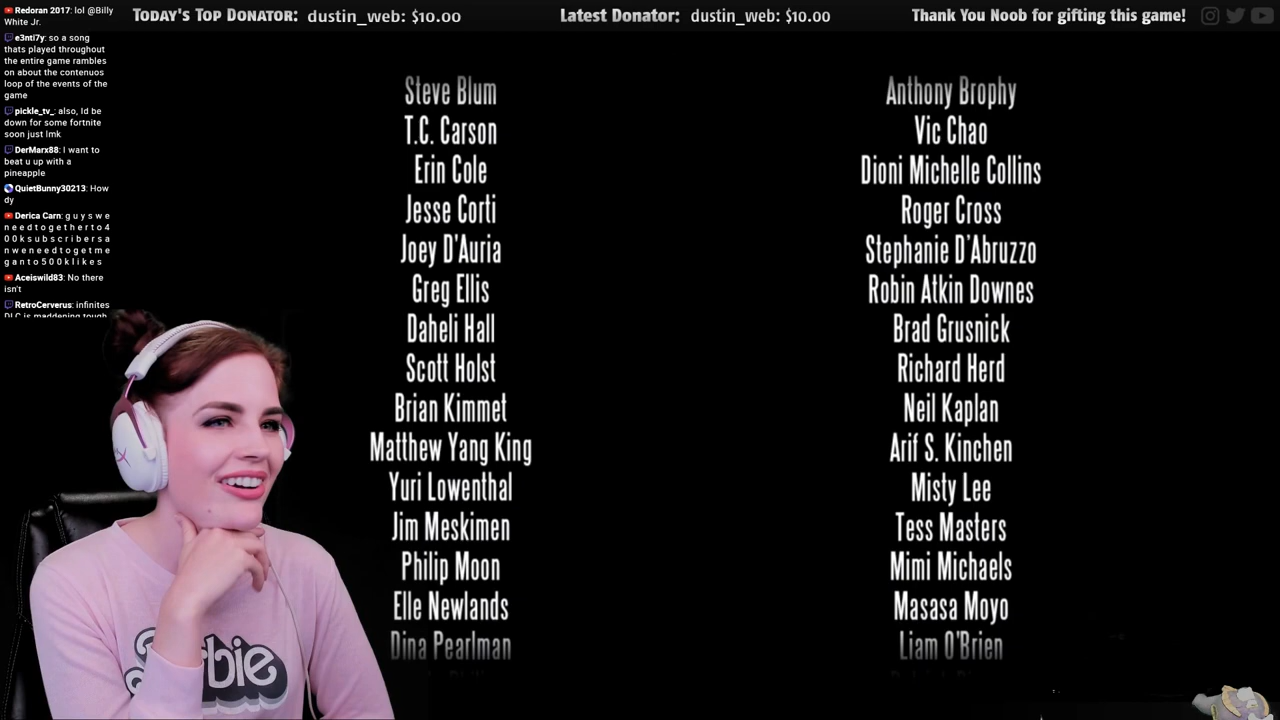 Today's Top Donator: dustin_web: $10.00
Latest Donator: dustin_web: $10.00
Thank You Noob for gifting this game!
Redoran 2017: lol @Billy
White Jr.
e3nti7y: so a song
thats played throughout
the entire game rambles
on about the contenuos
loop of the events of the
game
pickle_tv_: also, Id be
down for some fortnite
soon just lmk
DerMarx88: I want to
beat u up with a
pineapple
QuietBunny30213: How
dy
Derica Carn: g u y s w e
n e e d t o g e t h e r t o 4
0 0 k s u b s c r i b e r s a
n w e n e e d t o g e t m e
g a n t o 5 0 0 k l i k e s
Aceiswild83: No there
isn't
RetroCerverus: infinites
DLC is maddening tough
Steve Blum
T.C. Carson
Erin Cole
Jesse Corti
Joey D'Auria
Greg Ellis
Daheli Hall
Scott Holst
Brian Kimmet
Matthew Yang King
Yuri Lowenthal
Jim Meskimen
Philip Moon
Elle Newlands
Dina Pearlman
Anthony Brophy
Vic Chao
Dioni Michelle Collins
Roger Cross
Stephanie D'Abruzzo
Robin Atkin Downes
Brad Grusnick
Richard Herd
Neil Kaplan
Arif S. Kinchen
Misty Lee
Tess Masters
Mimi Michaels
Masasa Moyo
Liam O'Brien